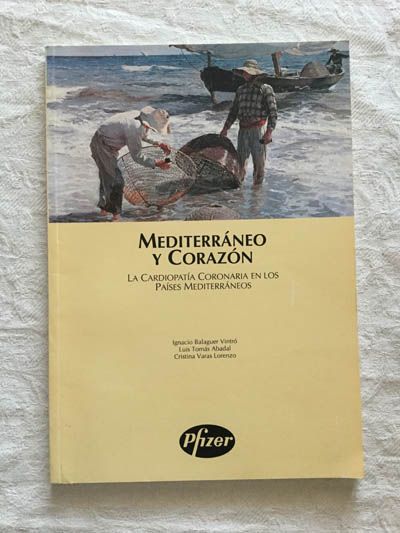 MEDITERRÁNEO
Y CORAZÓN
LA CARDIOPATÍA CORONARIA EN LOS
PAÍSES MEDITERRÁNEOS
Ignacio Balaguer Vintró
Luis Tomás Abadal
Cristina Varas Lorenzo
Pfizer